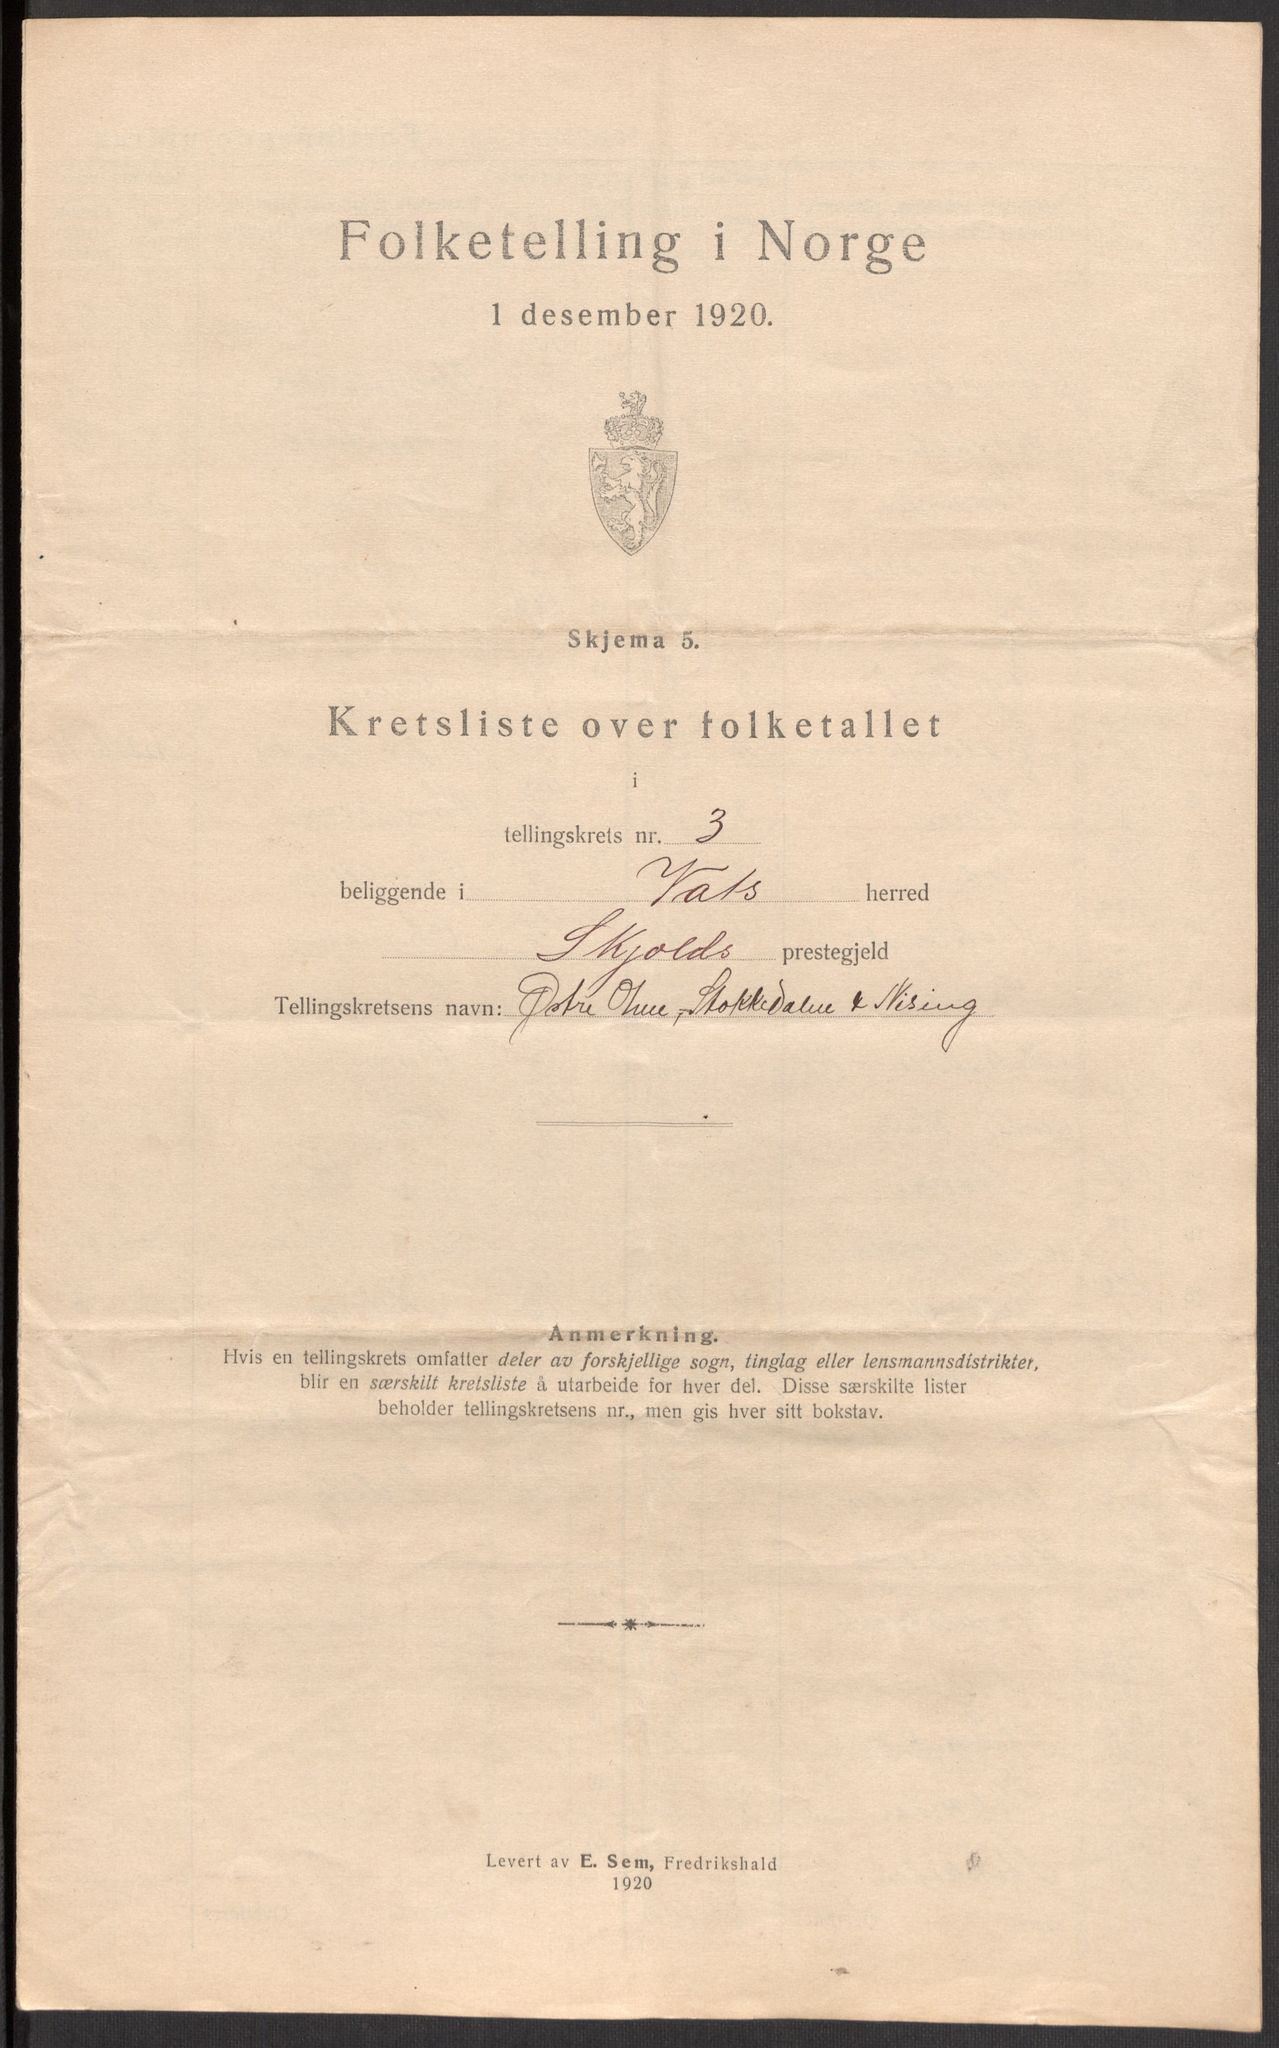 Folketelling i Norge
1 desember 1920.
Skjema 5.
Kretsliste over folketallet
i
tellingskrets nr. 3
beliggende i Vats herred
Skjolds prestegjeld
Tellingskretsens navn: Østre Ølne, Stokkedalne & Nising
Anmerkning.
Hvis en tellingskrets omfatter deler av forskjellige sogn, tinglag eller lensmannsdistrikter,
blir en særskilt kretsliste å utarbeide for hver del. Disse særskilte lister
beholder tellingskretsens nr., men gis hver sitt bokstav.
Levert av E. Sem, Fredrikshald
1920